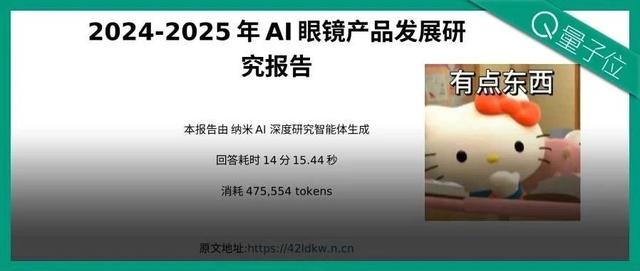 量子位
2024-2025 年 AI 眼镜产品发展研
究报告
有点东西
本报告由 纳米 AI 深度研究智能体生成
回答耗时 14 分 15.44 秒
消耗 475,554 tokens
原文地址:https://42ldkw.n.cn